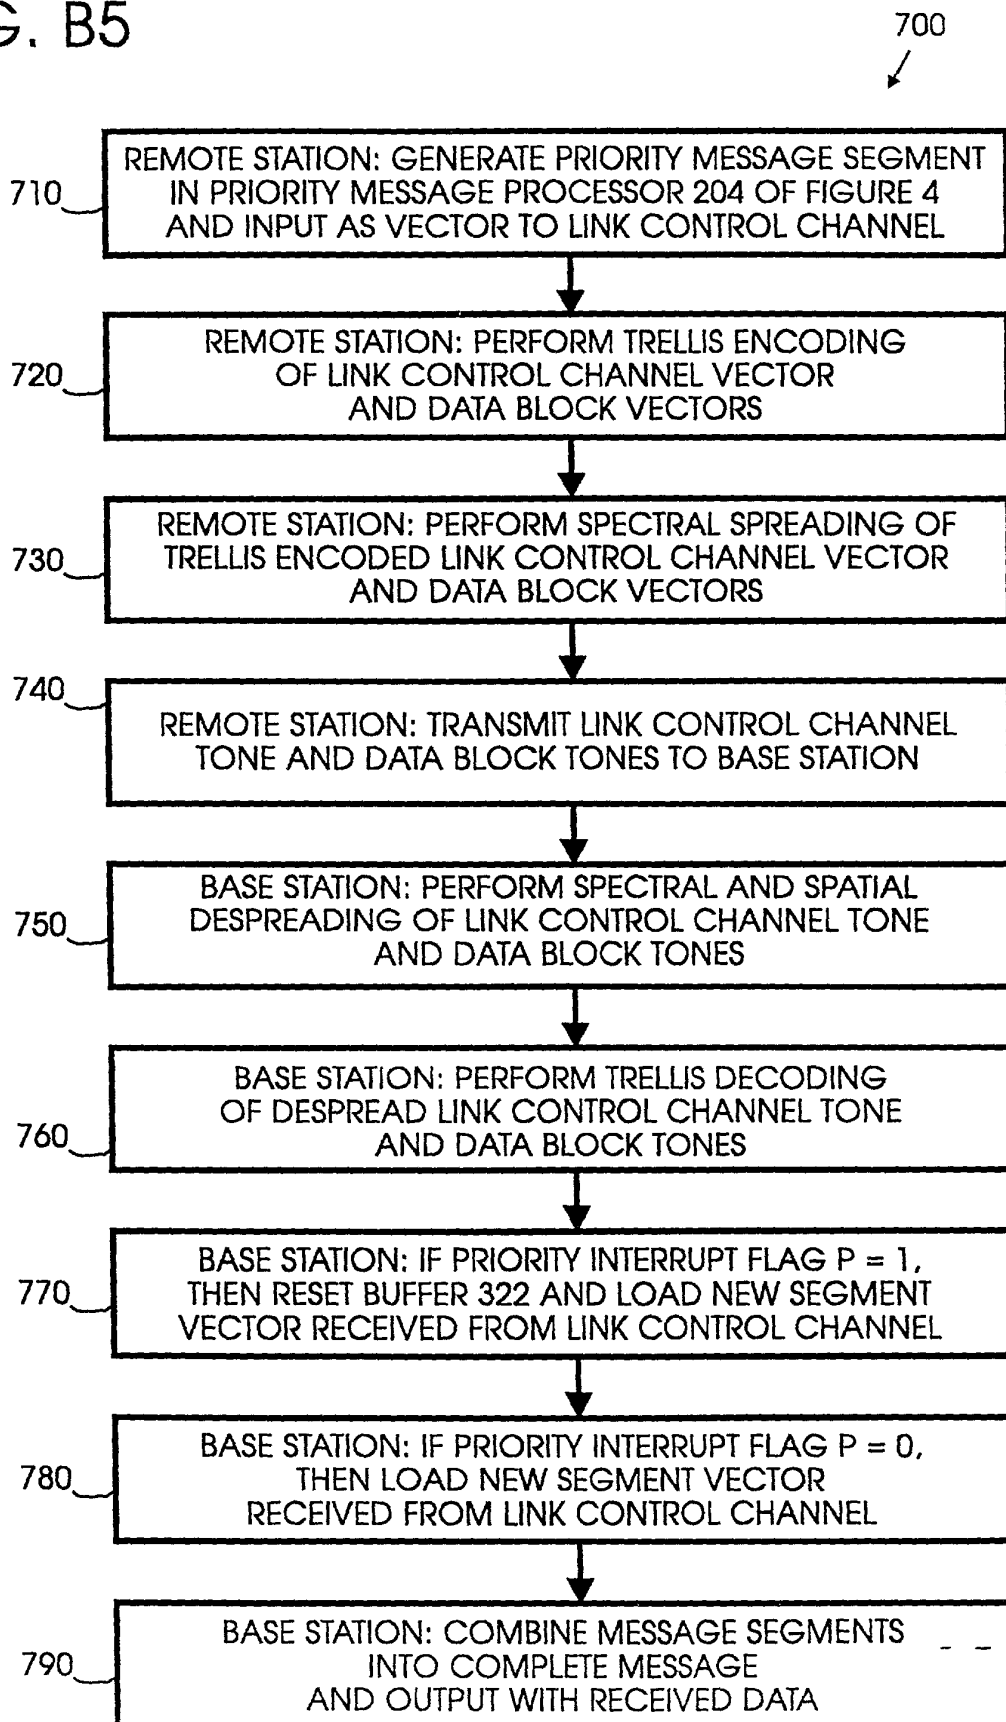 G. B5
700
710
REMOTE STATION: GENERATE PRIORITY MESSAGE SEGMENT
IN PRIORITY MESSAGE PROCESSOR 204 OF FIGURE 4
AND INPUT AS VECTOR TO LINK CONTROL CHANNEL
720
REMOTE STATION: PERFORM TRELLIS ENCODING
OF LINK CONTROL CHANNEL VECTOR
AND DATA BLOCK VECTORS
730
REMOTE STATION: PERFORM SPECTRAL SPREADING OF
TRELLIS ENCODED LINK CONTROL CHANNEL VECTOR
AND DATA BLOCK VECTORS
740
REMOTE STATION: TRANSMIT LINK CONTROL CHANNEL
TONE AND DATA BLOCK TONES TO BASE STATION
750
BASE STATION: PERFORM SPECTRAL AND SPATIAL
DESPREADING OF LINK CONTROL CHANNEL TONE
AND DATA BLOCK TONES
760
BASE STATION: PERFORM TRELLIS DECODING
OF DESPREAD LINK CONTROL CHANNEL TONE
AND DATA BLOCK TONES
770
BASE STATION: IF PRIORITY INTERRUPT FLAG P = 1,
THEN RESET BUFFER 322 AND LOAD NEW SEGMENT
VECTOR RECEIVED FROM LINK CONTROL CHANNEL
780
BASE STATION: IF PRIORITY INTERRUPT FLAG P = 0,
THEN LOAD NEW SEGMENT VECTOR
RECEIVED FROM LINK CONTROL CHANNEL
790
BASE STATION: COMBINE MESSAGE SEGMENTS
INTO COMPLETE MESSAGE
AND OUTPUT WITH RECEIVED DATA